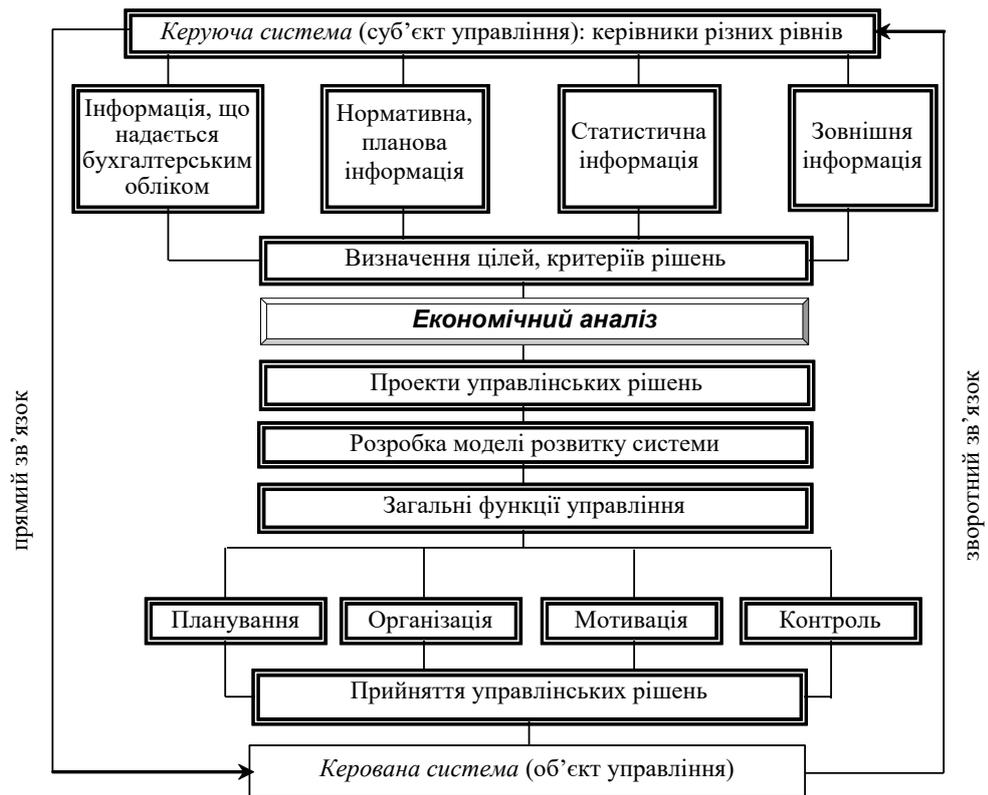 Керуюча система (суб’єкт управління): керівники різних рівнів
Інформація, що
надається
бухгалтерським
обліком
Нормативна,
планова
інформація
Статистична
інформація
Зовнішня
інформація
Визначення цілей, критеріїв рішень
Економічний аналіз
Проекти управлінських рішень
Розробка моделі розвитку системи
Загальні функції управління
прямий зв’язок
зворотний зв’язок
Планування
Організація
Мотивація
Контроль
Прийняття управлінських рішень
Керована система (об’єкт управління)